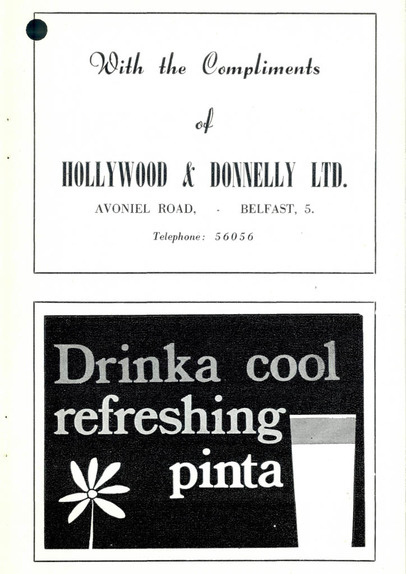 With the Compliments
of
HOLLYWOOD & DONNELLY LTD.
AVONIEL ROAD, - BELFAST, 5.
Telephone: 56056
Drinka cool
refreshing
pinta